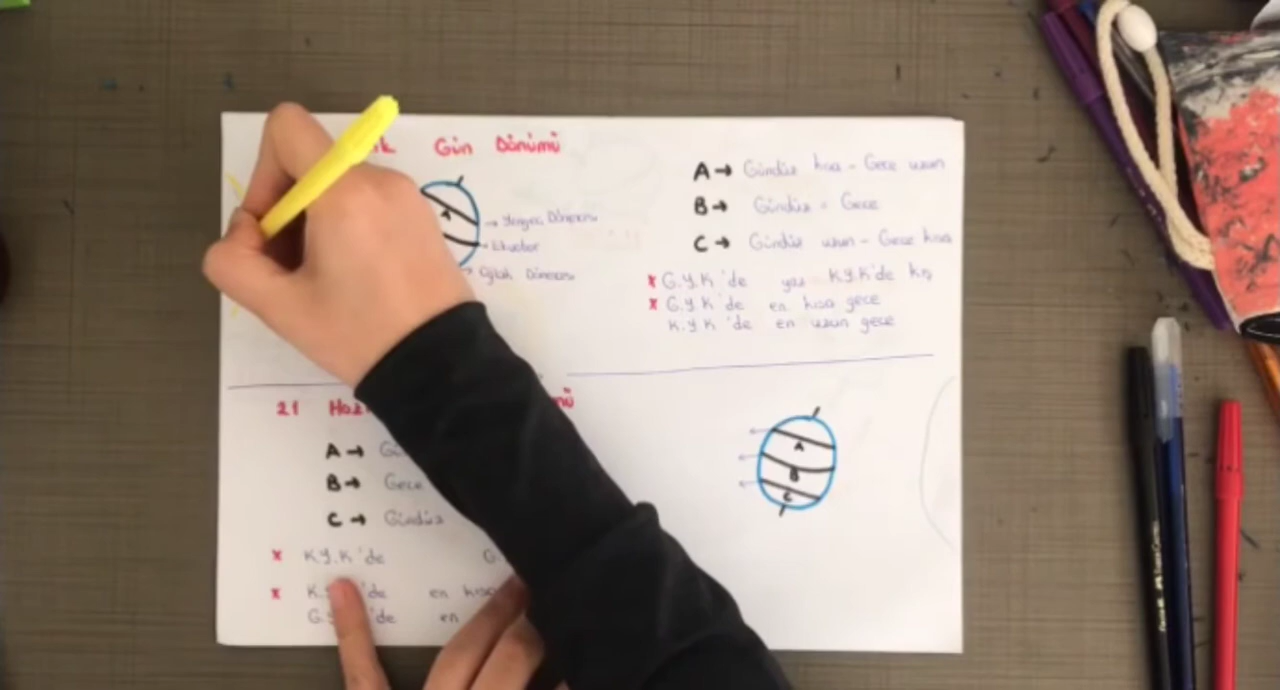 Gün Dönümü
A → Gündüz kısa - Gece uzun
B → Gündüz = Gece
C → Gündüz uzun - Gece kısa
→ Yengeç Dönencesi
→ Ekvator
→ Oğlak Dönencesi
A
x G.Y.K 'de yaz K.Y.K'de kış
x G.Y.K 'de en kısa gece
K.Y.K 'de en uzun gece
21
A →
B → Gece
C → Gündüz
x K.Y.K 'de
x 'de en kısa
'de en
A
B
C